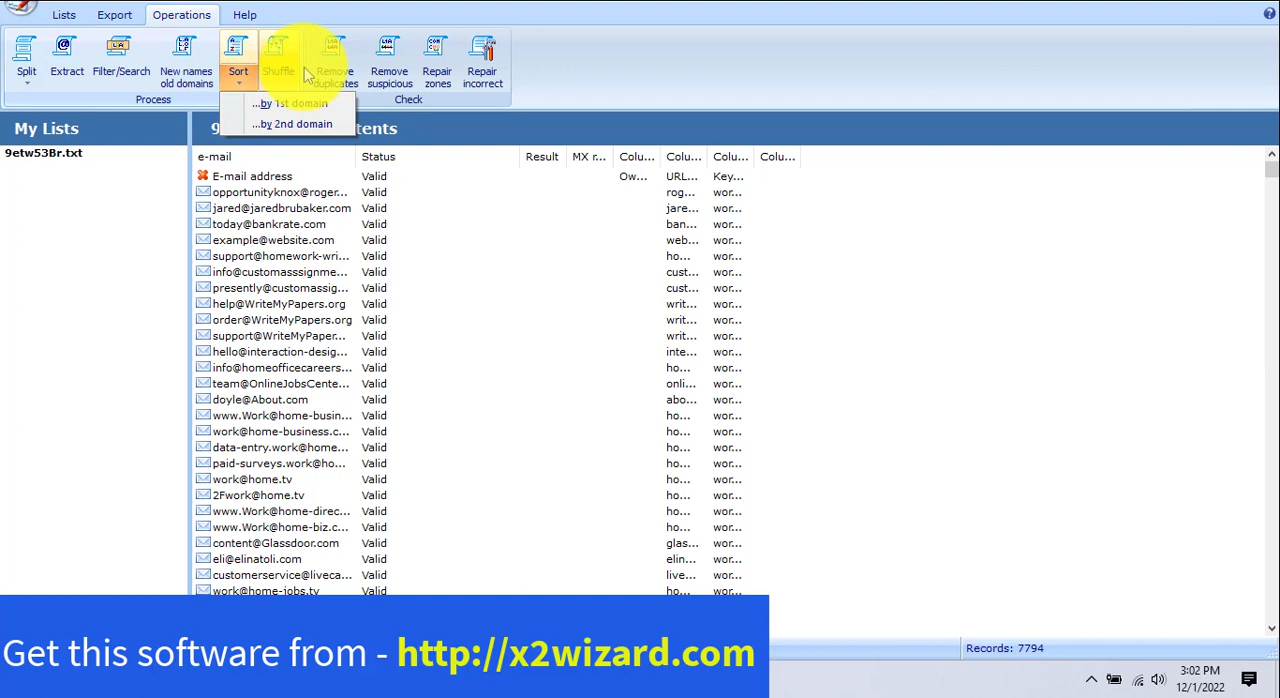 Lists Export Operations Help
Split Extract Filter/Search New names old domains Sort Shuffle Remove duplicates Remove suspicious Repair zones Repair incorrect
Process Check
...by 1st domain
...by 2nd domain
My Lists 9 tents
9etw53Br.txt
e-mail Status Result MX r... Colu... Colu... Colu... Colu...
E-mail address Valid Ow... URL... Key...
opportunityknox@roger... Valid rog... wor...
jared@jaredbrubaker.com Valid jare... wor...
today@bankrate.com Valid ban... wor...
example@website.com Valid web... wor...
support@homework-wri... Valid ho... wor...
info@customasssignme... Valid cust... wor...
presently@customassig... Valid cust... wor...
help@WriteMyPapers.org Valid writ... wor...
order@WriteMyPapers.org Valid writ... wor...
support@WriteMyPaper... Valid writ... wor...
hello@interaction-desig... Valid inte... wor...
info@homeofficecareers... Valid ho... wor...
team@OnlineJobsCente... Valid onli... wor...
doyle@About.com Valid abo... wor...
www.Work@home-busin... Valid ho... wor...
work@home-business.c... Valid ho... wor...
data-entry.work@home... Valid ho... wor...
paid-surveys.work@ho... Valid ho... wor...
work@home.tv Valid ho... wor...
2Fwork@home.tv Valid ho... wor...
www.Work@home-direc... Valid ho... wor...
www.Work@home-biz.c... Valid ho... wor...
content@Glassdoor.com Valid glas... wor...
eli@elinatoli.com Valid elin... wor...
customerservice@liveca... Valid live... wor...
work@home-jobs.tv Valid ho... wor...
Get this software from - http://x2wizard.com
Records: 7794
3:02 PM
12/1/2022